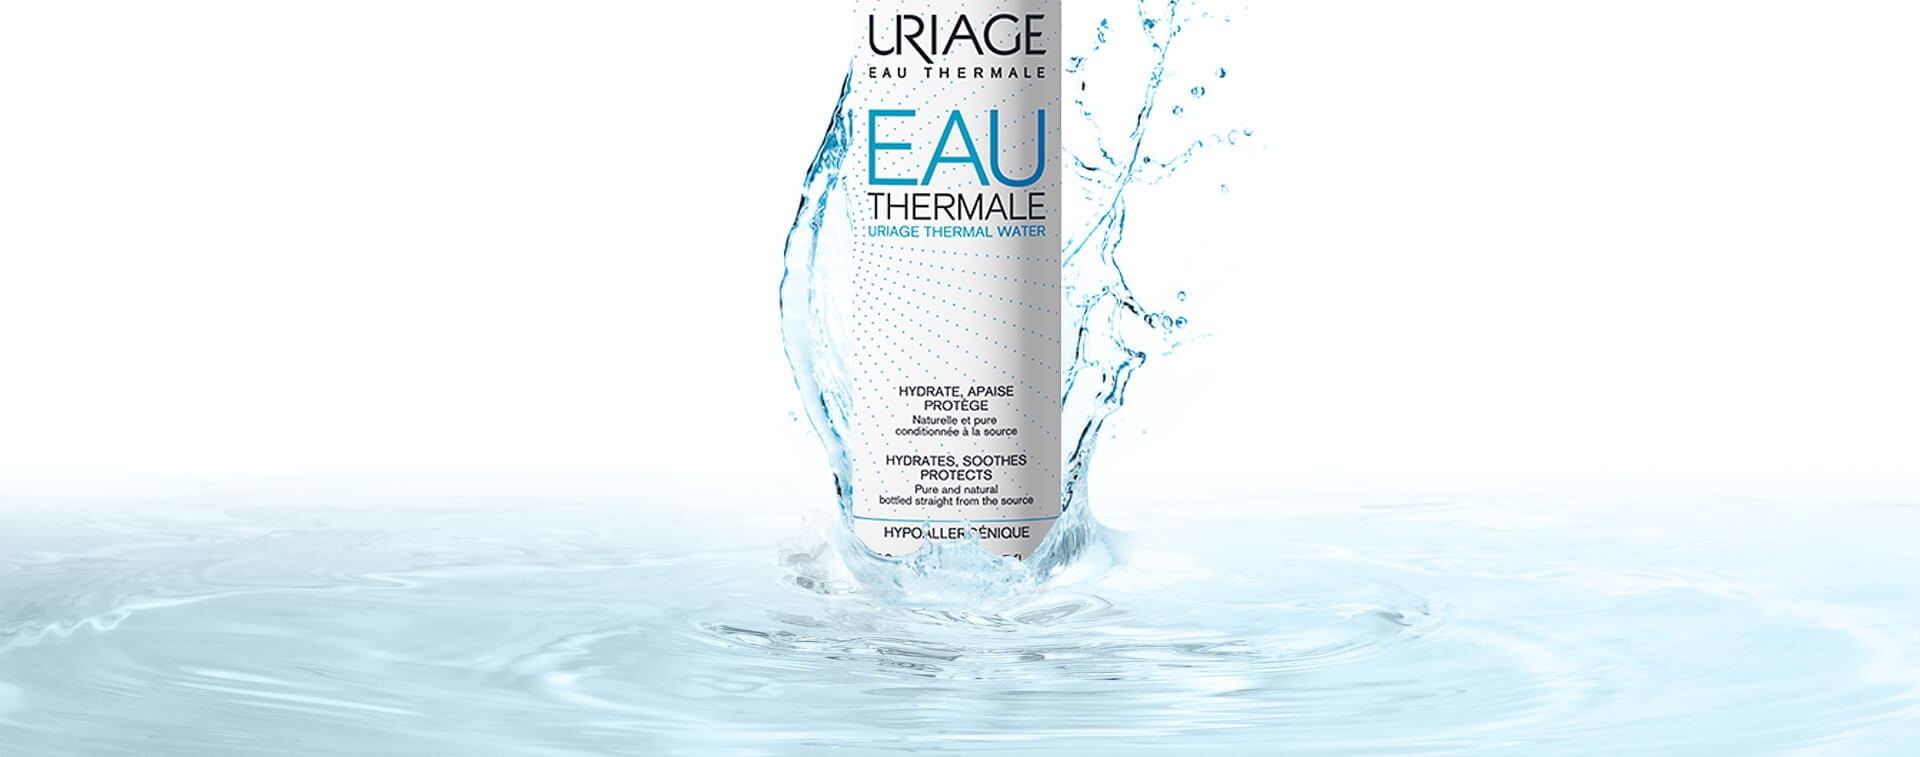 URIAGE
EAU THERMALE
EAU
THERMALE
URIAGE THERMAL WATER
HYDRATE, APAISE
PROTÈGE
Naturelle et pure
conditionnée à la source
HYDRATES, SOOTHES
PROTECTS
Pure and natural
bottled straight from the source
HYPOALLERGÉNIQUE